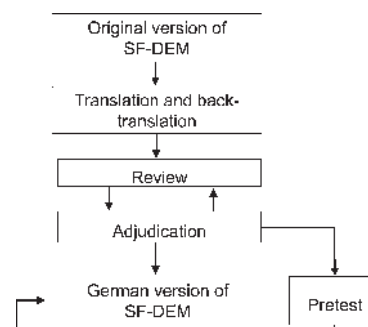 Original version of
SF-DEM
Translation and back-
translation
Review
Adjudication
German version of
SF-DEM
Pretest